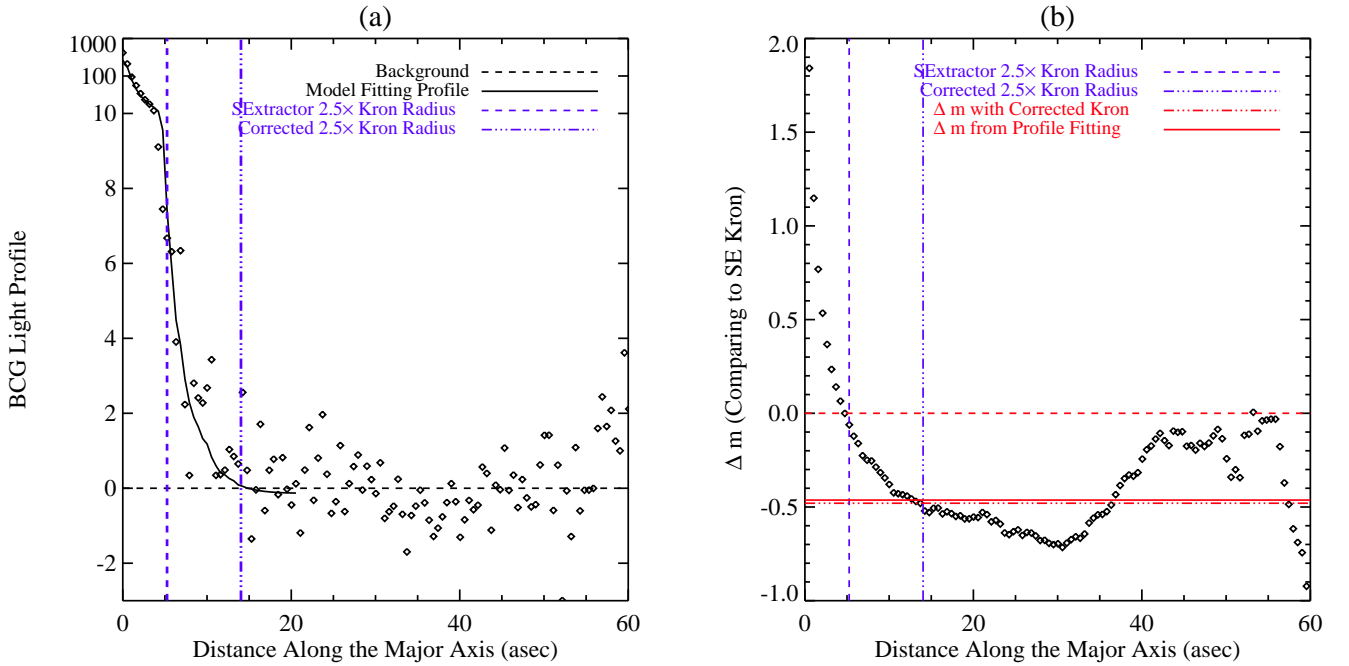 (a)
1000
100
10
8
6
4
2
0
-2
0
20
40
60
BCG Light Profile
Distance Along the Major Axis (asec)
Background
Model Fitting Profile
SExtractor 2.5× Kron Radius
Corrected 2.5× Kron Radius
(b)
2.0
1.5
1.0
0.5
0.0
-0.5
-1.0
0
20
40
60
Δ m (Comparing to SE Kron)
Distance Along the Major Axis (asec)
SExtractor 2.5× Kron Radius
Corrected 2.5× Kron Radius
Δ m with Corrected Kron
Δ m from Profile Fitting